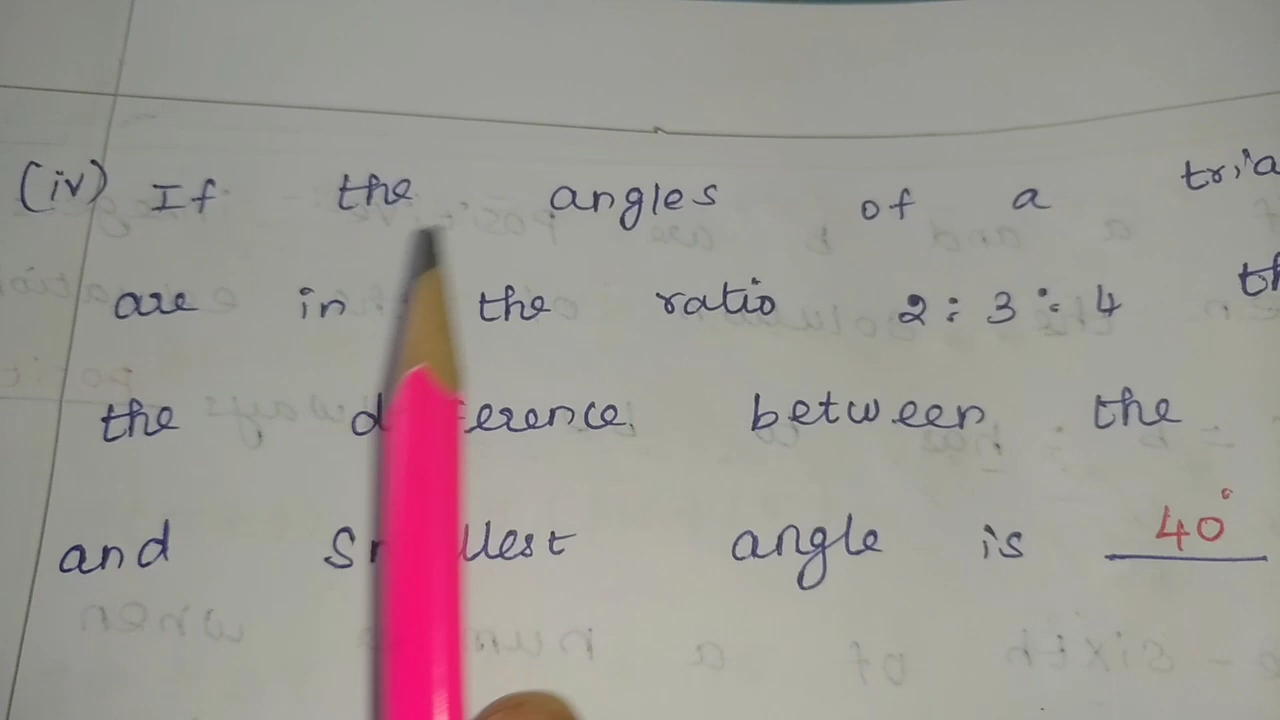 (iv) If the angles of a tria
are in the ratio 2 : 3 : 4 th
the between the
and angle is 40°